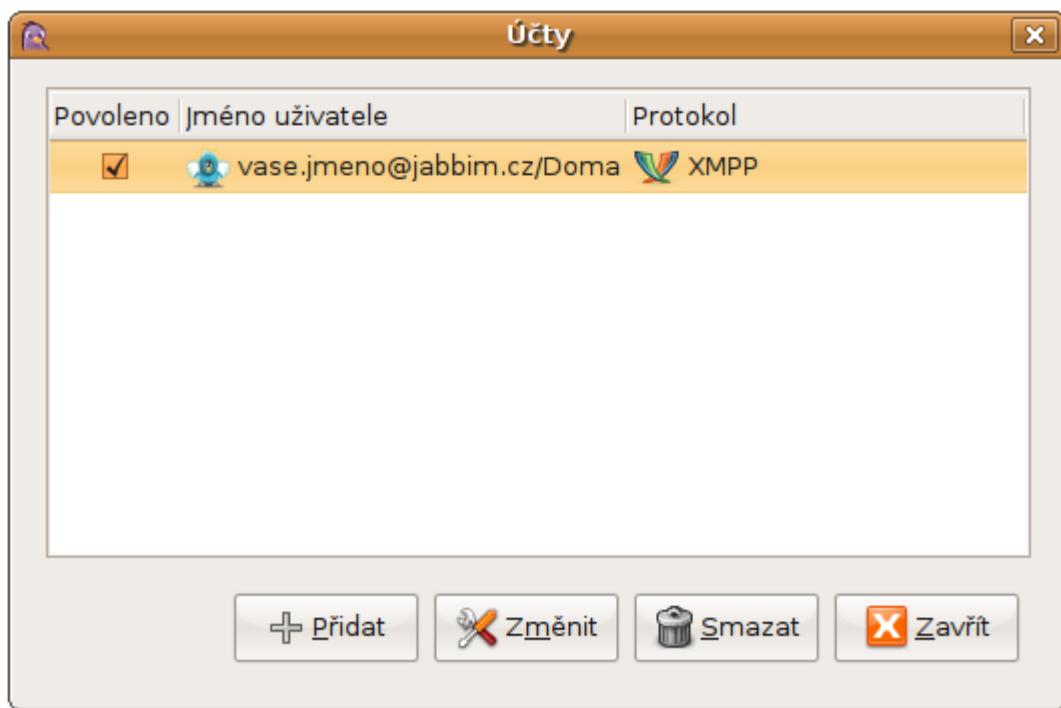 Účty
Povoleno Jméno uživatele Protokol
vase.jmeno@jabbim.cz/Doma XMPP
Přidat Změnit Smazat Zavřít